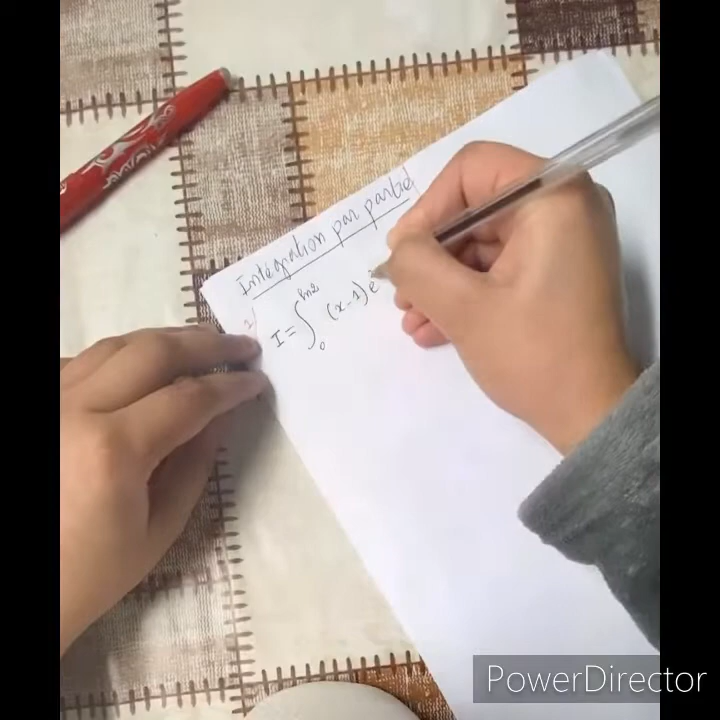 Intégration par partie
1)
I = ∫₀^ln2 (x-1)e
PowerDirector